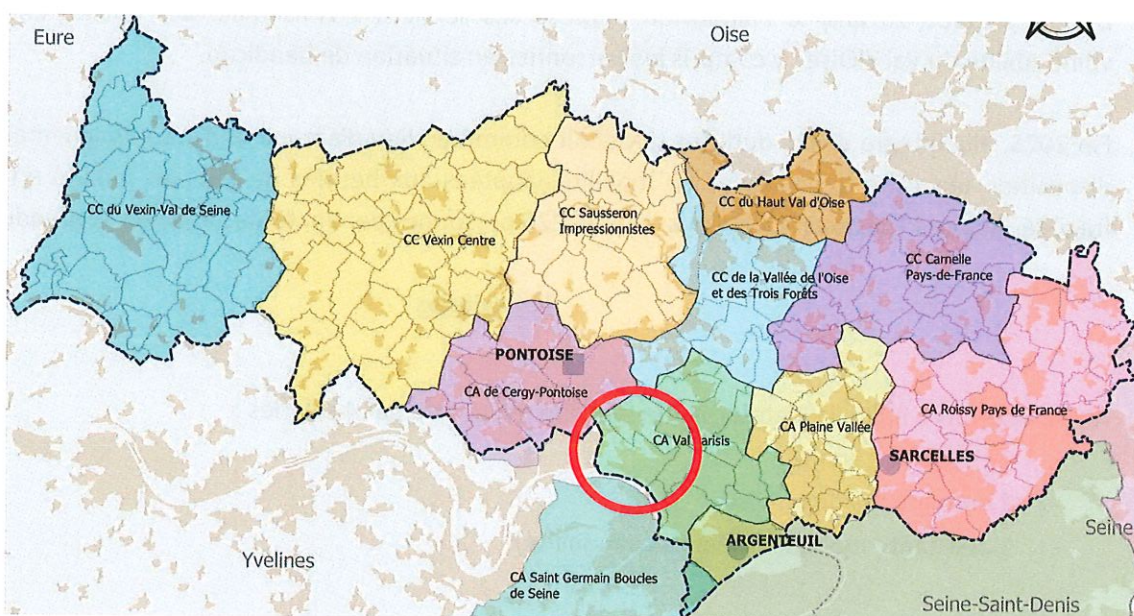 Eure
Oise
CC du Vexin-Val de Seine
CC Vexin Centre
CC Sausseron
Impressionnistes
CC du Haut Val d'Oise
CC de la Vallée de l'Oise
et des Trois Forêts
CC Carnelle
Pays-de-France
PONTOISE
CA de Cergy-Pontoise
CA Val Parisis
CA Plaine Vallée
CA Roissy Pays de France
SARCELLES
ARGENTEUIL
Yvelines
CA Saint Germain Boucles
de Seine
Seine
Seine-Saint-Denis